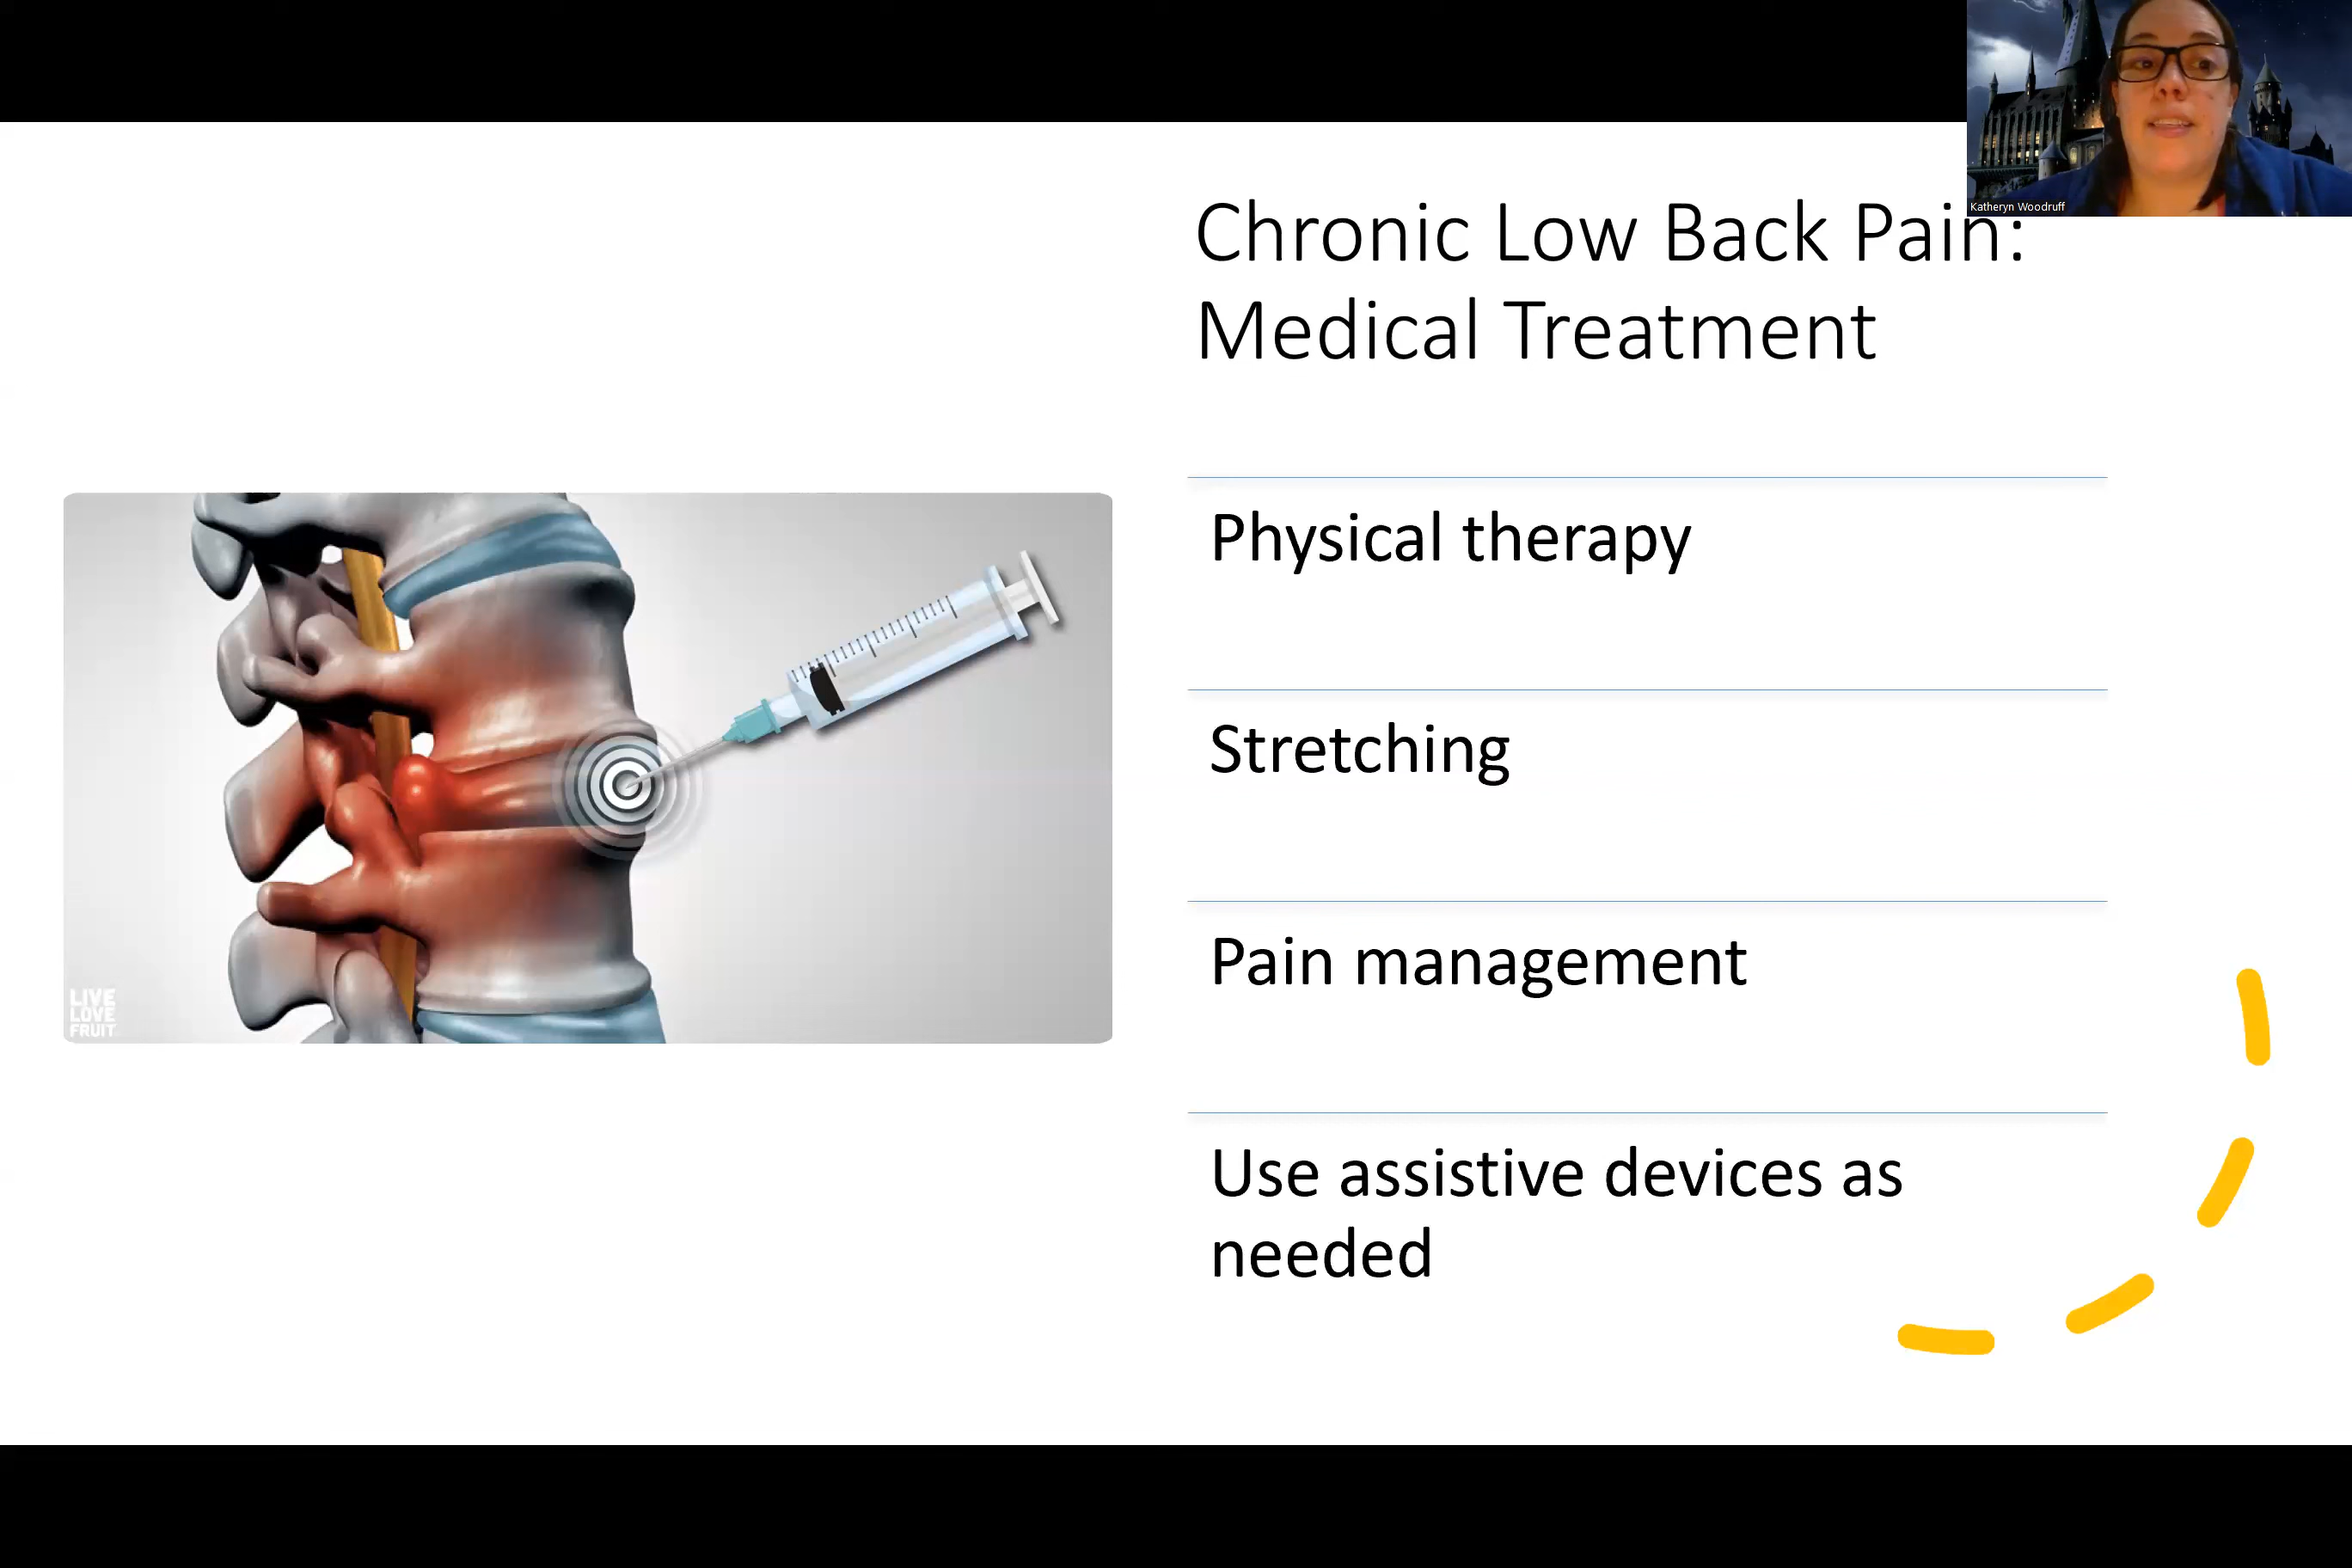 Katheryn Woodruff
Chronic Low Back Pain:
Medical Treatment
Physical therapy
Stretching
Pain management
Use assistive devices as
needed
LIVE
LOVE
FRUIT